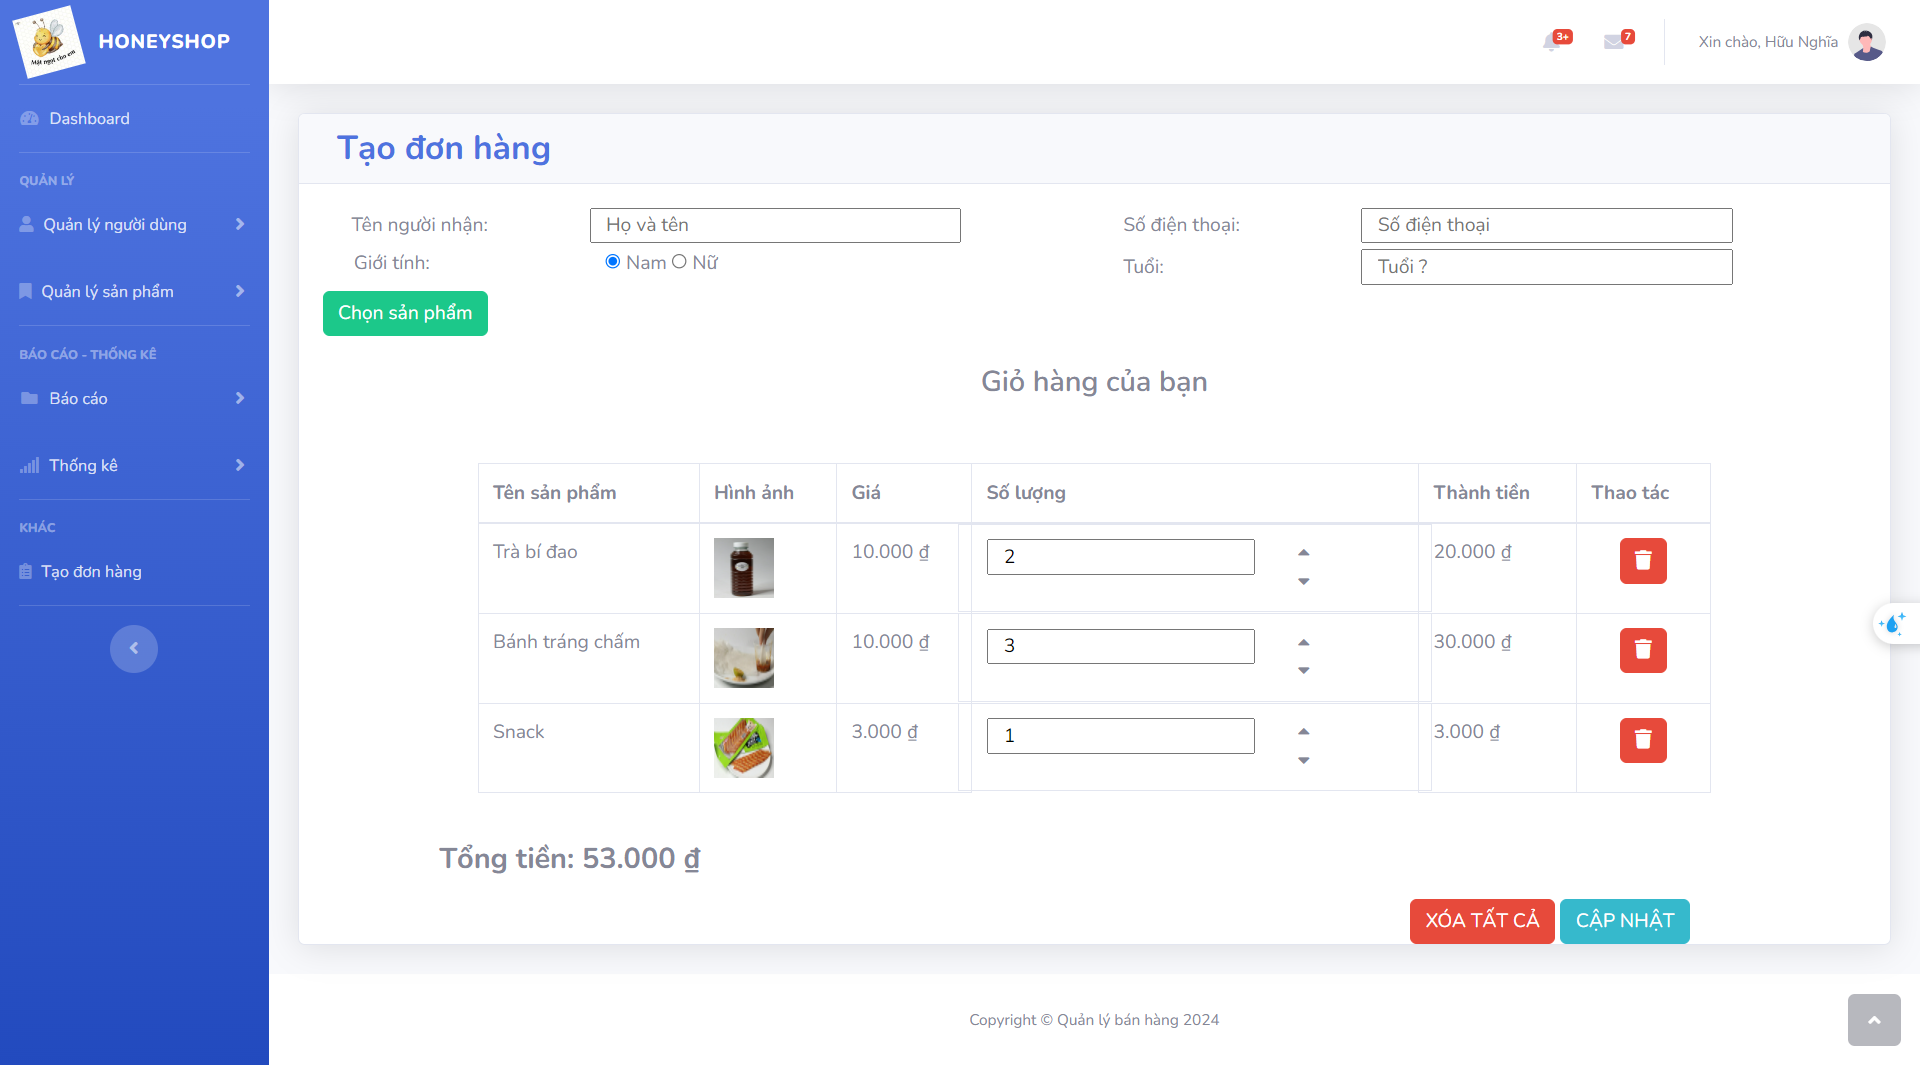 Mật ngọt cho em
HONEYSHOP
3+
7
Xin chào, Hữu Nghĩa
Dashboard
QUẢN LÝ
Quản lý người dùng
Quản lý sản phẩm
BÁO CÁO - THỐNG KÊ
Báo cáo
Thống kê
KHÁC
Tạo đơn hàng
Tạo đơn hàng
Tên người nhận: Họ và tên Số điện thoại: Số điện thoại
Giới tính: Nam Nữ Tuổi: Tuổi ?
Chọn sản phẩm
Giỏ hàng của bạn
Tên sản phẩm Hình ảnh Giá Số lượng Thành tiền Thao tác
Trà bí đao 10.000 ₫ 2 20.000 ₫
Bánh tráng chấm 10.000 ₫ 3 30.000 ₫
Snack 3.000 ₫ 1 3.000 ₫
Tổng tiền: 53.000 ₫
XÓA TẤT CẢ CẬP NHẬT
Copyright © Quản lý bán hàng 2024